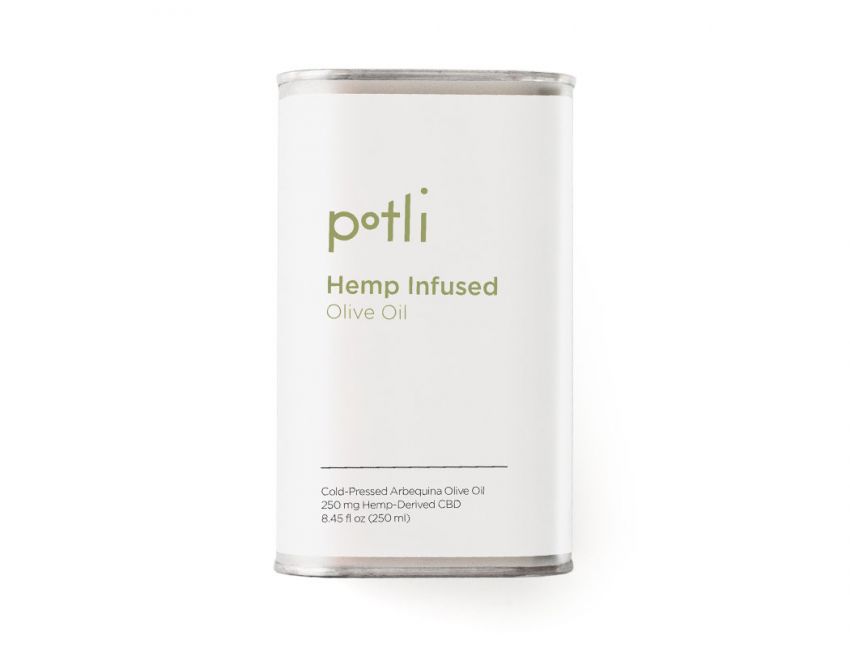 potli
Hemp Infused
Olive Oil
Cold-Pressed Arbequina Olive Oil
250 mg Hemp-Derived CBD
8.45 fl oz (250 ml)